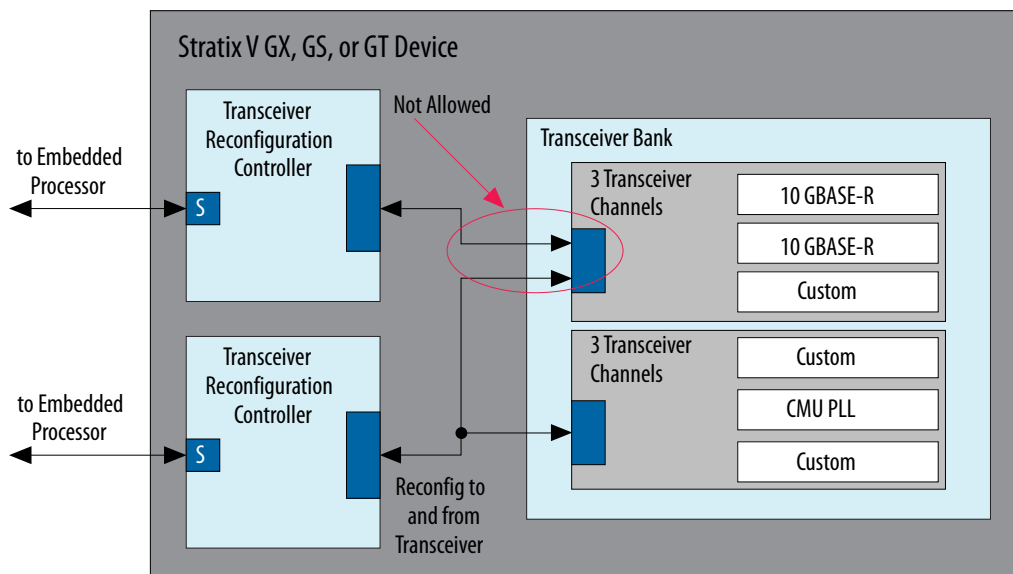 Stratix V GX, GS, or GT Device
Transceiver
Reconfiguration
Controller
to Embedded
Processor
S
Not Allowed
Transceiver Bank
3 Transceiver
Channels
10 GBASE-R
10 GBASE-R
Custom
Transceiver
Reconfiguration
Controller
to Embedded
Processor
S
3 Transceiver
Channels
Custom
CMU PLL
Custom
Reconfig to
and from
Transceiver